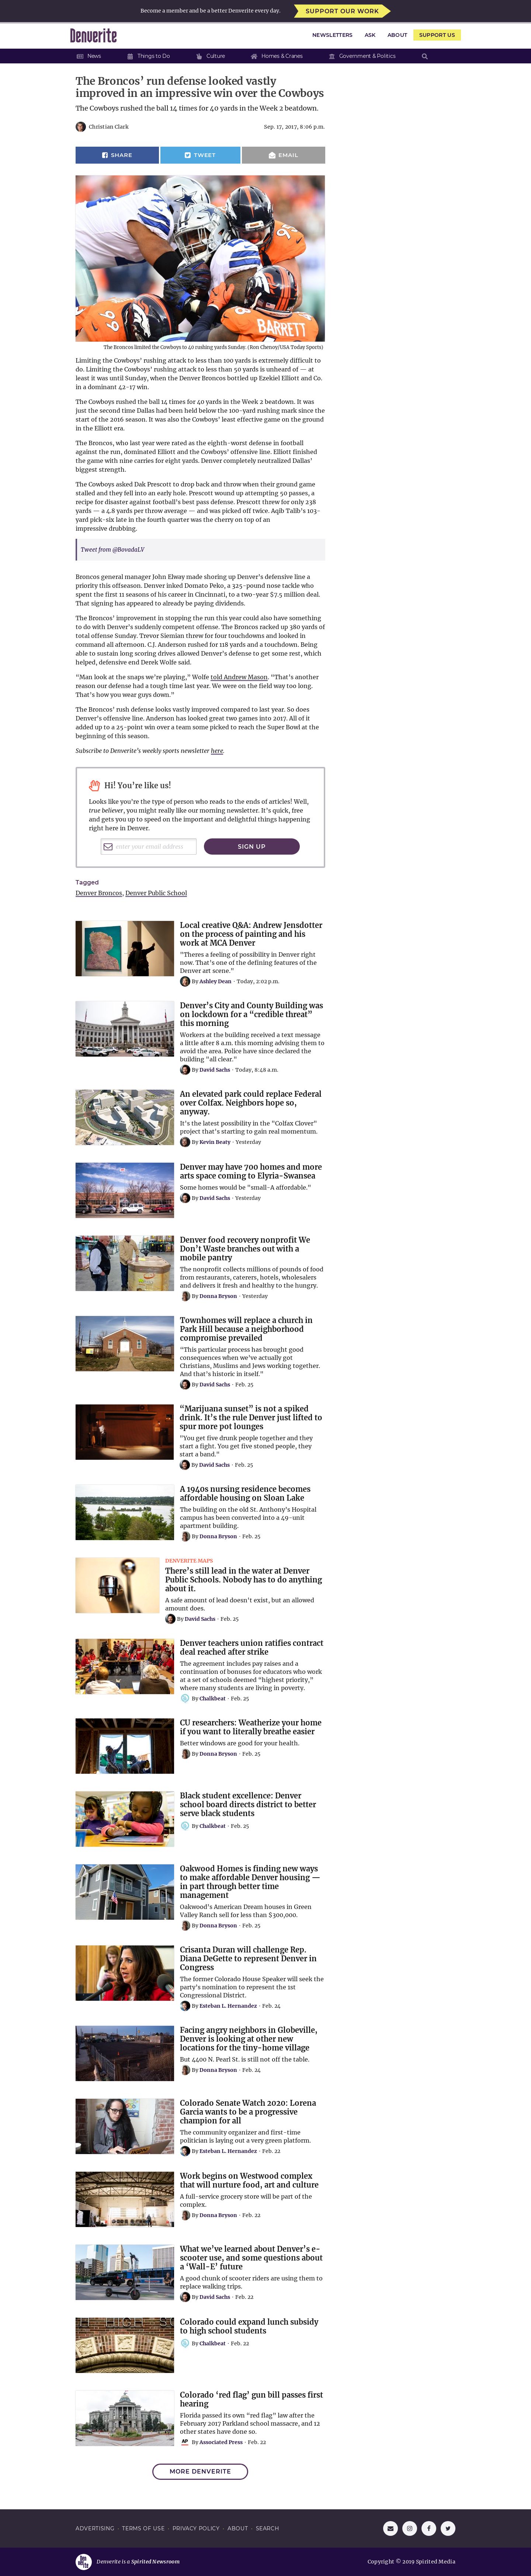 Become a member and be a better Denverite every day.
SUPPORT OUR WORK
Denverite
NEWSLETTERS ASK ABOUT SUPPORT US
News Things to Do Culture Homes & Cranes Government & Politics
The Broncos’ run defense looked vastly
improved in an impressive win over the Cowboys
The Cowboys rushed the ball 14 times for 40 yards in the Week 2 beatdown.
Christian Clark
Sep. 17, 2017, 8:06 p.m.
SHARE TWEET EMAIL
BARRETT
The Broncos limited the Cowboys to 40 rushing yards Sunday. (Ron Chenoy/USA Today Sports)
Limiting the Cowboys’ rushing attack to less than 100 yards is extremely difficult to
do. Limiting the Cowboys’ rushing attack to less than 50 yards is unheard of — at
least it was until Sunday, when the Denver Broncos bottled up Ezekiel Elliott and Co.
in a dominant 42-17 win.
The Cowboys rushed the ball 14 times for 40 yards in the Week 2 beatdown. It was
just the second time Dallas had been held below the 100-yard rushing mark since the
start of the 2016 season. It was also the Cowboys’ least effective game on the ground
in the Elliott era.
The Broncos, who last year were rated as the eighth-worst defense in football
against the run, dominated Elliott and the Cowboys’ offensive line. Elliott finished
the game with nine carries for eight yards. Denver completely neutralized Dallas’
biggest strength.
The Cowboys asked Dak Prescott to drop back and throw when their ground game
stalled and they fell into an early hole. Prescott wound up attempting 50 passes, a
recipe for disaster against football’s best pass defense. Prescott threw for only 238
yards — a 4.8 yards per throw average — and was picked off twice. Aqib Talib’s 103-
yard pick-six late in the fourth quarter was the cherry on top of an
impressive drubbing.
Tweet from @BovadaLV
Broncos general manager John Elway made shoring up Denver’s defensive line a
priority this offseason. Denver inked Domato Peko, a 325-pound nose tackle who
spent the first 11 seasons of his career in Cincinnati, to a two-year $7.5 million deal.
That signing has appeared to already be paying dividends.
The Broncos’ improvement in stopping the run this year could also have something
to do with Denver’s suddenly competent offense. The Broncos racked up 380 yards of
total offense Sunday. Trevor Siemian threw for four touchdowns and looked in
command all afternoon. C.J. Anderson rushed for 118 yards and a touchdown. Being
able to sustain long scoring drives allowed Denver’s defense to get some rest, which
helped, defensive end Derek Wolfe said.
“Man look at the snaps we’re playing,” Wolfe told Andrew Mason. “That’s another
reason our defense had a tough time last year. We were on the field way too long.
That’s how you wear guys down.”
The Broncos’ rush defense looks vastly improved compared to last year. So does
Denver’s offensive line. Anderson has looked great two games into 2017. All of it
added up to a 25-point win over a team some picked to reach the Super Bowl at the
beginning of this season.
Subscribe to Denverite’s weekly sports newsletter here.
Hi! You’re like us!
Looks like you’re the type of person who reads to the ends of articles! Well,
true believer, you might really like our morning newsletter. It’s quick, free
and gets you up to speed on the important and delightful things happening
right here in Denver.
enter your email address
SIGN UP
Tagged
Denver Broncos, Denver Public School
Local creative Q&A: Andrew Jensdotter
on the process of painting and his
work at MCA Denver
"Theres a feeling of possibility in Denver right
now. That's one of the defining features of the
Denver art scene."
By Ashley Dean - Today, 2:02 p.m.
Denver’s City and County Building was
on lockdown for a “credible threat”
this morning
Workers at the building received a text message
a little after 8 a.m. this morning advising them to
avoid the area. Police have since declared the
building "all clear."
By David Sachs - Today, 8:48 a.m.
An elevated park could replace Federal
over Colfax. Neighbors hope so,
anyway.
It's the latest possibility in the "Colfax Clover"
project that's starting to gain real momentum.
By Kevin Beaty - Yesterday
Denver may have 700 homes and more
arts space coming to Elyria-Swansea
Some homes would be "small-A affordable."
By David Sachs - Yesterday
Denver food recovery nonprofit We
Don’t Waste branches out with a
mobile pantry
The nonprofit collects millions of pounds of food
from restaurants, caterers, hotels, wholesalers
and delivers it fresh and healthy to the hungry.
By Donna Bryson - Yesterday
Townhomes will replace a church in
Park Hill because a neighborhood
compromise prevailed
"This particular process has brought good
consequences when we've actually got
Christians, Muslims and Jews working together.
And that's historic in itself."
By David Sachs - Feb. 25
“Marijuana sunset” is not a spiked
drink. It’s the rule Denver just lifted to
spur more pot lounges
"You get five drunk people together and they
start a fight. You get five stoned people, they
start a band."
By David Sachs - Feb. 25
A 1940s nursing residence becomes
affordable housing on Sloan Lake
The building on the old St. Anthony's Hospital
campus has been converted into a 49-unit
apartment building.
By Donna Bryson - Feb. 25
DENVERITE MAPS
There’s still lead in the water at Denver
Public Schools. Nobody has to do anything
about it.
A safe amount of lead doesn't exist, but an allowed
amount does.
By David Sachs - Feb. 25
Denver teachers union ratifies contract
deal reached after strike
The agreement includes pay raises and a
continuation of bonuses for educators who work
at a set of schools deemed "highest priority,"
where many students are living in poverty.
By Chalkbeat - Feb. 25
CU researchers: Weatherize your home
if you want to literally breathe easier
Better windows are good for your health.
By Donna Bryson - Feb. 25
Black student excellence: Denver
school board directs district to better
serve black students
By Chalkbeat - Feb. 25
Oakwood Homes is finding new ways
to make affordable Denver housing —
in part through better time
management
Oakwood's American Dream houses in Green
Valley Ranch sell for less than $300,000.
By Donna Bryson - Feb. 25
Crisanta Duran will challenge Rep.
Diana DeGette to represent Denver in
Congress
The former Colorado House Speaker will seek the
party's nomination to represent the 1st
Congressional District.
By Esteban L. Hernandez - Feb. 24
Facing angry neighbors in Globeville,
Denver is looking at other new
locations for the tiny-home village
But 4400 N. Pearl St. is still not off the table.
By Donna Bryson - Feb. 24
Colorado Senate Watch 2020: Lorena
Garcia wants to be a progressive
champion for all
The community organizer and first-time
politician is laying out a very green platform.
By Esteban L. Hernandez - Feb. 22
Work begins on Westwood complex
that will nurture food, art and culture
A full-service grocery store will be part of the
complex.
By Donna Bryson - Feb. 22
What we’ve learned about Denver’s e-
scooter use, and some questions about
a ‘Wall-E’ future
A good chunk of scooter riders are using them to
replace walking trips.
By David Sachs - Feb. 22
Colorado could expand lunch subsidy
to high school students
By Chalkbeat - Feb. 22
Colorado ‘red flag’ gun bill passes first
hearing
Florida passed its own "red flag" law after the
February 2017 Parkland school massacre, and 12
other states have done so.
AP By Associated Press - Feb. 22
MORE DENVERITE
ADVERTISING · TERMS OF USE · PRIVACY POLICY · ABOUT · SEARCH
Denverite is a Spirited Newsroom
Copyright © 2019 Spirited Media